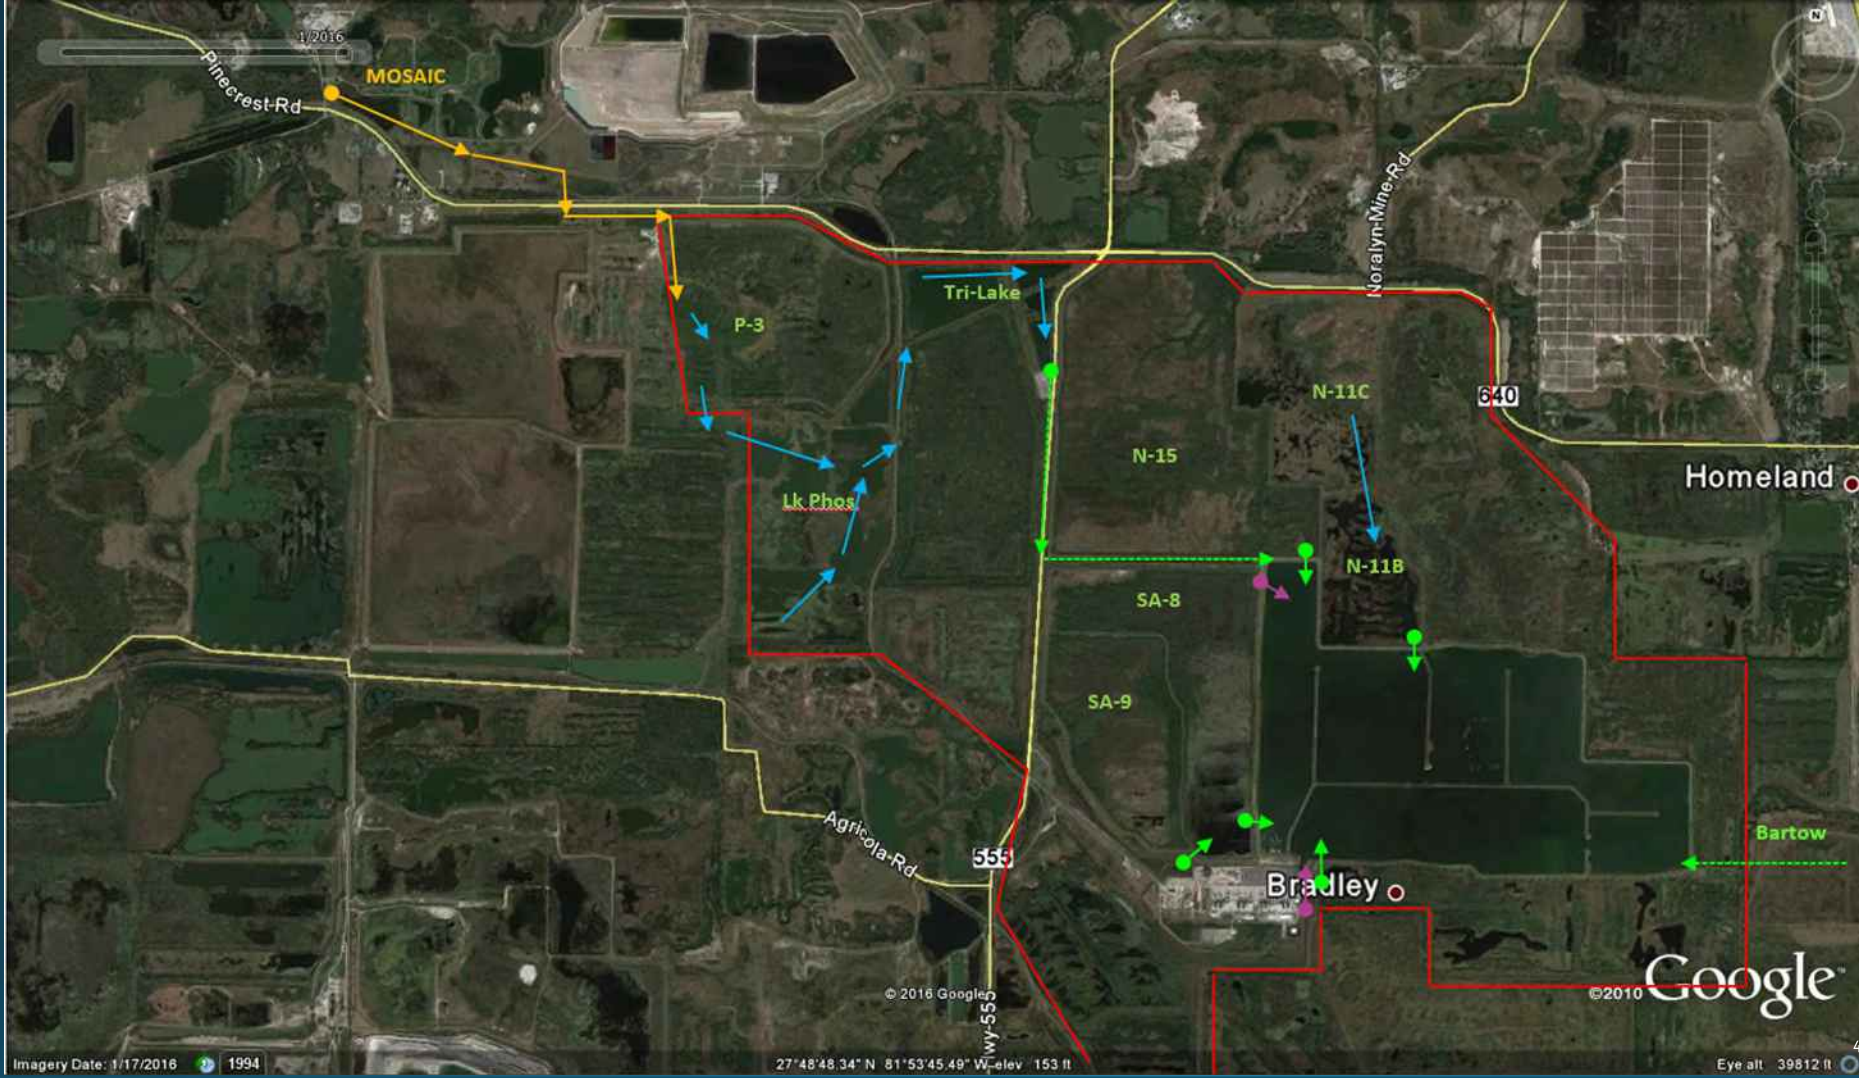 N
1/2016
MOSAIC
Pinecrest Rd
Noralyn-Mine-Rd
Tri-Lake
P-3
N-11C
640
N-15
Homeland
Lk Phos
N-11B
SA-8
SA-9
Bartow
Agricola-Rd
555
Bradley
Google
©2010
© 2016 Google
wy-555
Imagery Date: 1/17/2016
1994
27°48'48.34" N 81°53'45.49" W elev 153 ft
Eye alt 39812 ft
4